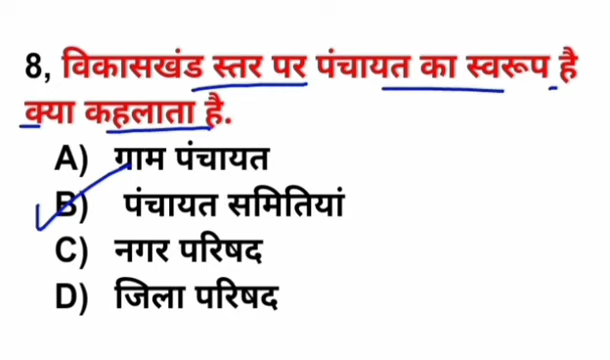 8, विकासखंड स्तर पर पंचायत का स्वरूप है
क्या कहलाता है.
A) ग्राम पंचायत
B) पंचायत समितियां
C) नगर परिषद
D) जिला परिषद